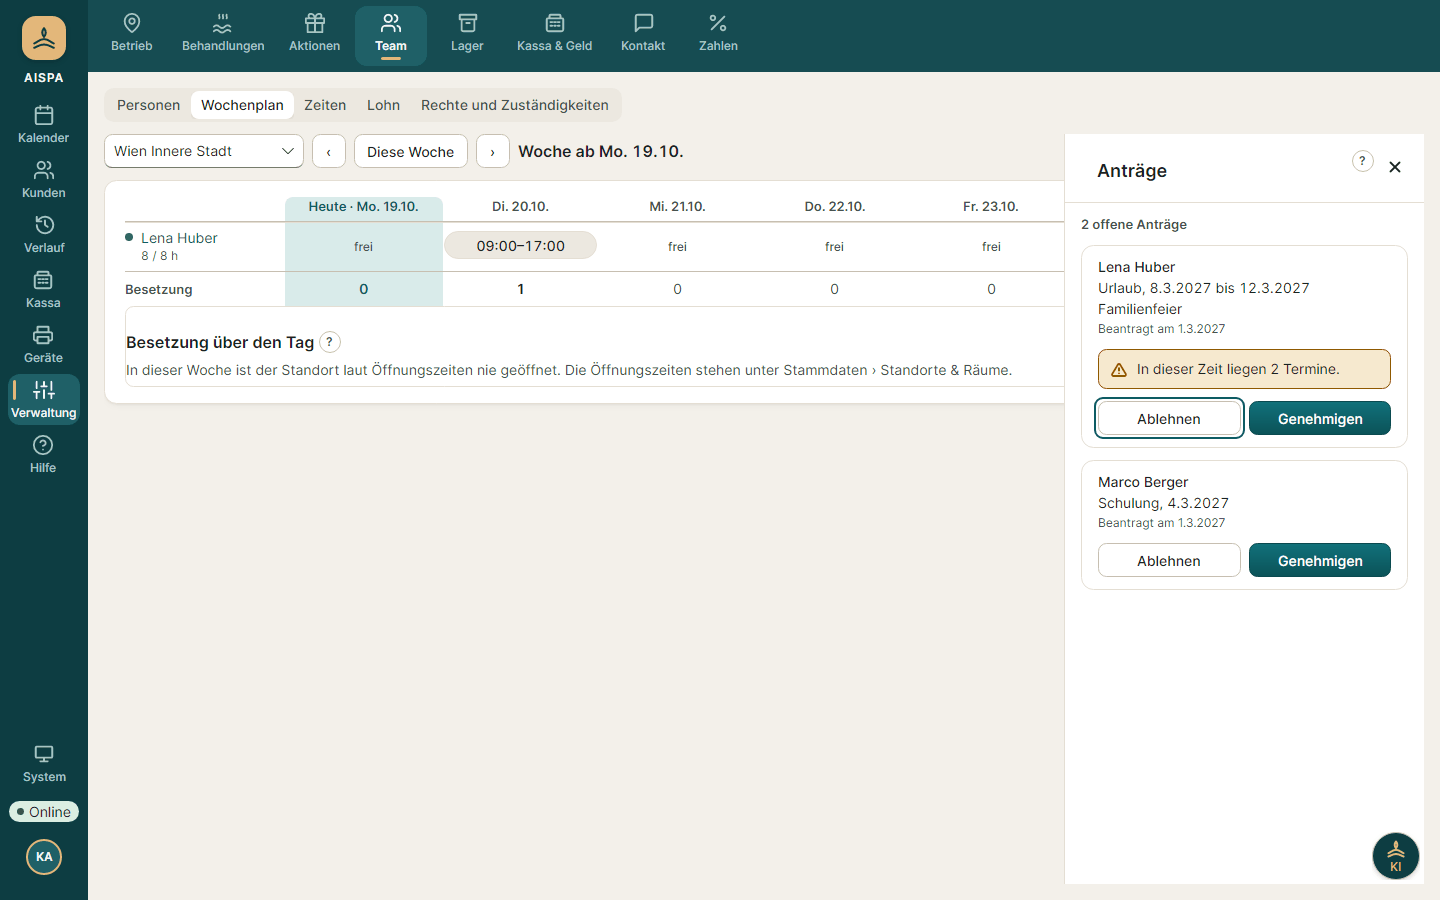 AISPA
Kalender
Kunden
Verlauf
Kassa
Geräte
Verwaltung
Hilfe
System
Online
KA
Betrieb
Behandlungen
Aktionen
Team
Lager
Kassa & Geld
Kontakt
Zahlen
Personen
Wochenplan
Zeiten
Lohn
Rechte und Zuständigkeiten
Wien Innere Stadt
‹
Diese Woche
›
Woche ab Mo. 19.10.
Heute · Mo. 19.10.
Di. 20.10.
Mi. 21.10.
Do. 22.10.
Fr. 23.10.
Lena Huber
8 / 8 h
frei
09:00–17:00
frei
frei
frei
Besetzung
0
1
0
0
0
Besetzung über den Tag ?
In dieser Woche ist der Standort laut Öffnungszeiten nie geöffnet. Die Öffnungszeiten stehen unter Stammdaten › Standorte & Räume.
Anträge
?
2 offene Anträge
Lena Huber
Urlaub, 8.3.2027 bis 12.3.2027
Familienfeier
Beantragt am 1.3.2027
In dieser Zeit liegen 2 Termine.
Ablehnen
Genehmigen
Marco Berger
Schulung, 4.3.2027
Beantragt am 1.3.2027
Ablehnen
Genehmigen
KI